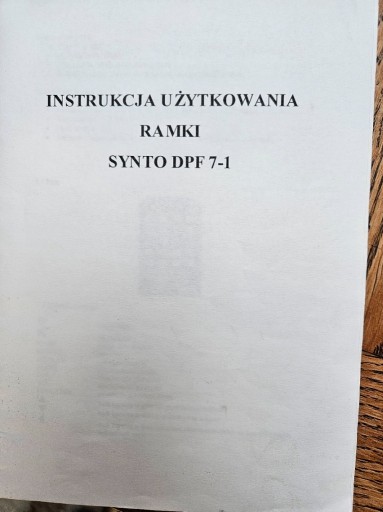 INSTRUKCJA UŻYTKOWANIA
RAMKI
SYNTO DPF 7-1